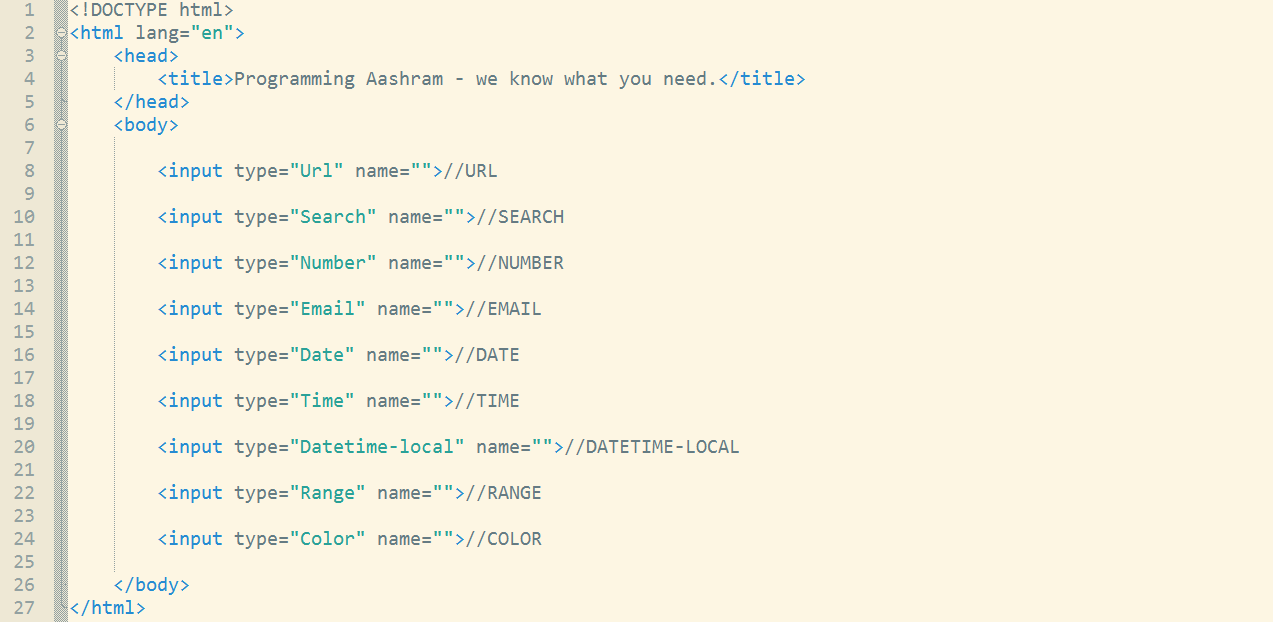 1 <!DOCTYPE html>
2 <html lang="en">
3 <head>
4 <title>Programming Aashram - we know what you need.</title>
5 </head>
6 <body>
7
8 <input type="Url" name="">//URL
9
10 <input type="Search" name="">//SEARCH
11
12 <input type="Number" name="">//NUMBER
13
14 <input type="Email" name="">//EMAIL
15
16 <input type="Date" name="">//DATE
17
18 <input type="Time" name="">//TIME
19
20 <input type="Datetime-local" name="">//DATETIME-LOCAL
21
22 <input type="Range" name="">//RANGE
23
24 <input type="Color" name="">//COLOR
25
26 </body>
27 </html>